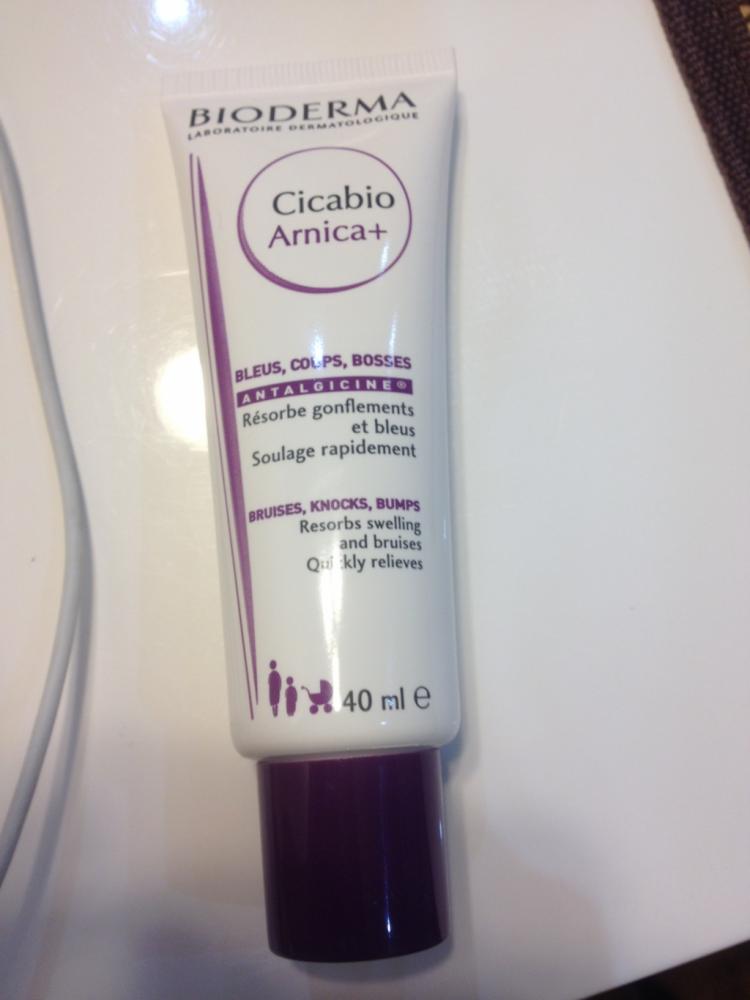 BIODERMA
LABORATOIRE DERMATOLOGIQUE
Cicabio
Arnica+
BLEUS, COUPS, BOSSES
ANTALGICINE®
Résorbe gonflements
et bleus
Soulage rapidement
BRUISES, KNOCKS, BUMPS
Resorbs swelling
and bruises
Quickly relieves
40 ml ℮